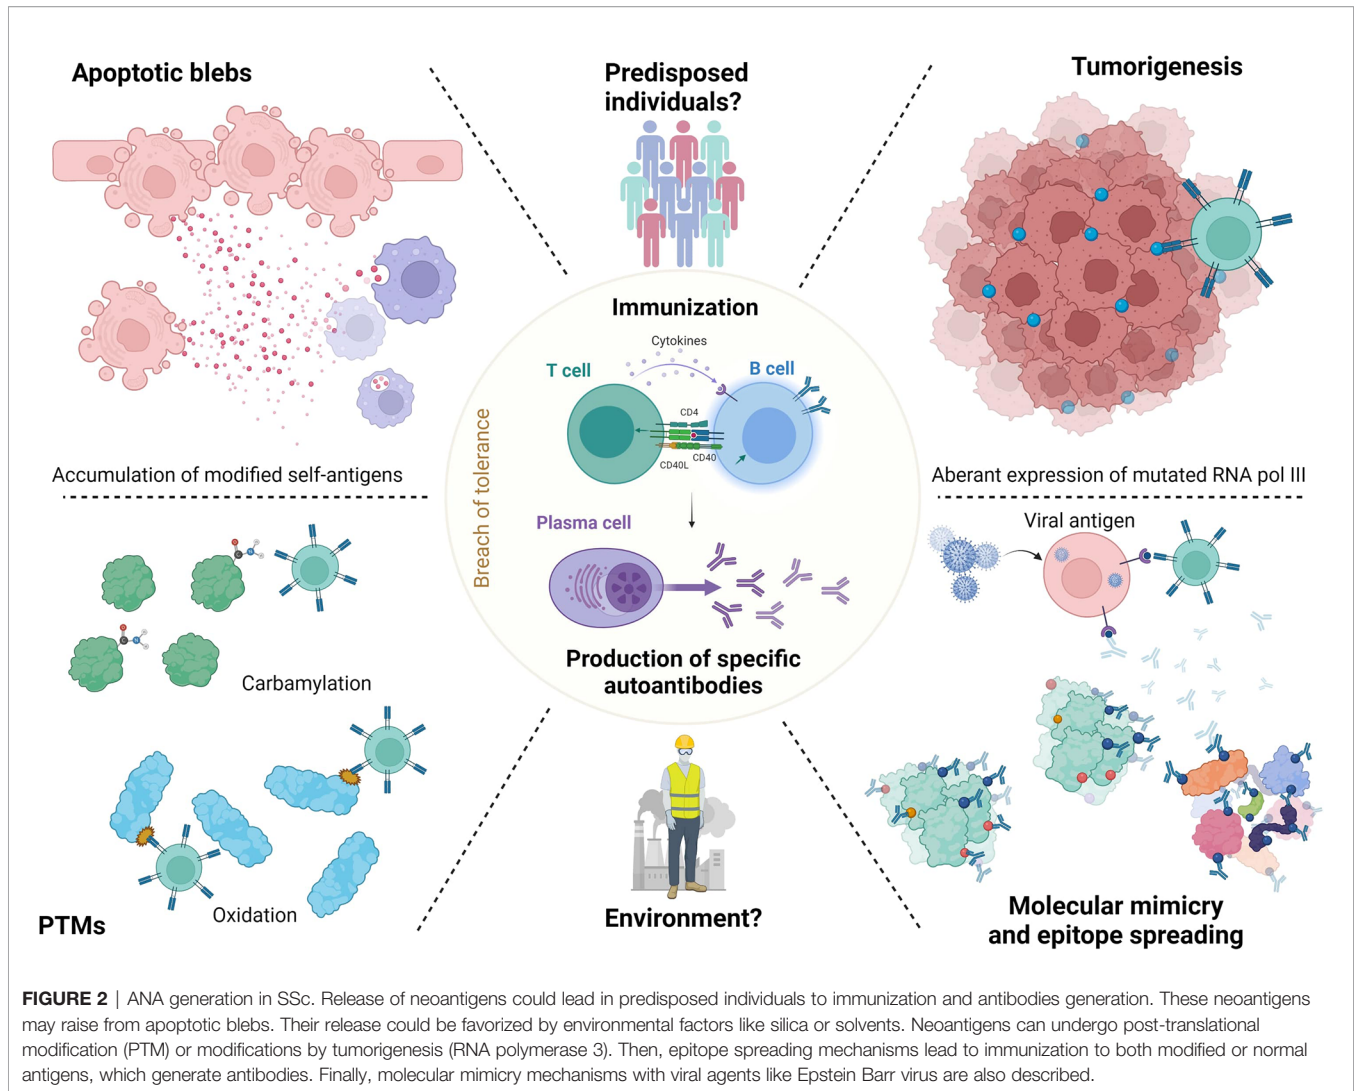 Apoptotic blebs
Predisposed
individuals?
Tumorigenesis
Immunization
Cytokines
T cell
B cell
CD4
CD40
CD40L
Breach of tolerance
Accumulation of modified self-antigens
Aberant expression of mutated RNA pol III
Viral antigen
Plasma cell
Production of specific
autoantibodies
Carbamylation
Oxidation
PTMs
Environment?
Molecular mimicry
and epitope spreading
FIGURE 2 | ANA generation in SSc. Release of neoantigens could lead in predisposed individuals to immunization and antibodies generation. These neoantigens
may raise from apoptotic blebs. Their release could be favorized by environmental factors like silica or solvents. Neoantigens can undergo post-translational
modification (PTM) or modifications by tumorigenesis (RNA polymerase 3). Then, epitope spreading mechanisms lead to immunization to both modified or normal
antigens, which generate antibodies. Finally, molecular mimicry mechanisms with viral agents like Epstein Barr virus are also described.